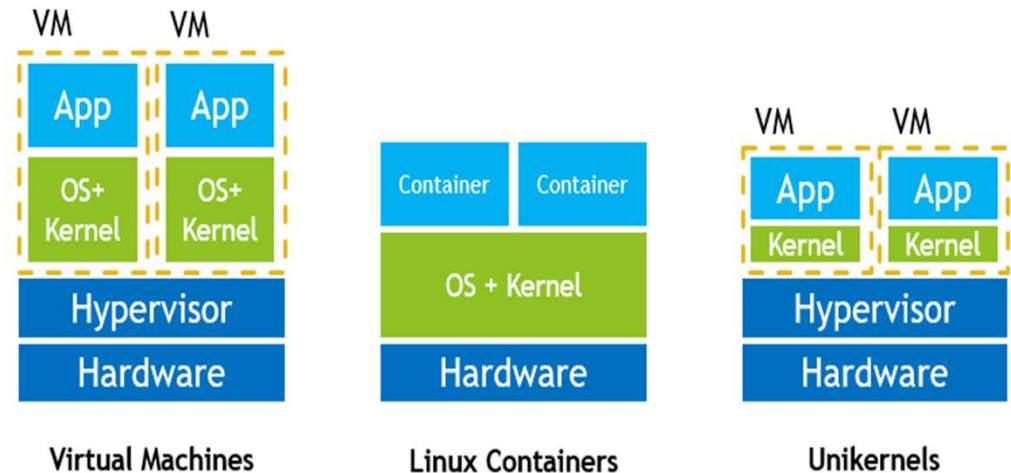 VM
VM
App
App
OS+
Kernel
OS+
Kernel
Hypervisor
Hardware
Virtual Machines
Container
Container
OS + Kernel
Hardware
Linux Containers
VM
VM
App
App
Kernel
Kernel
Hypervisor
Hardware
Unikernels